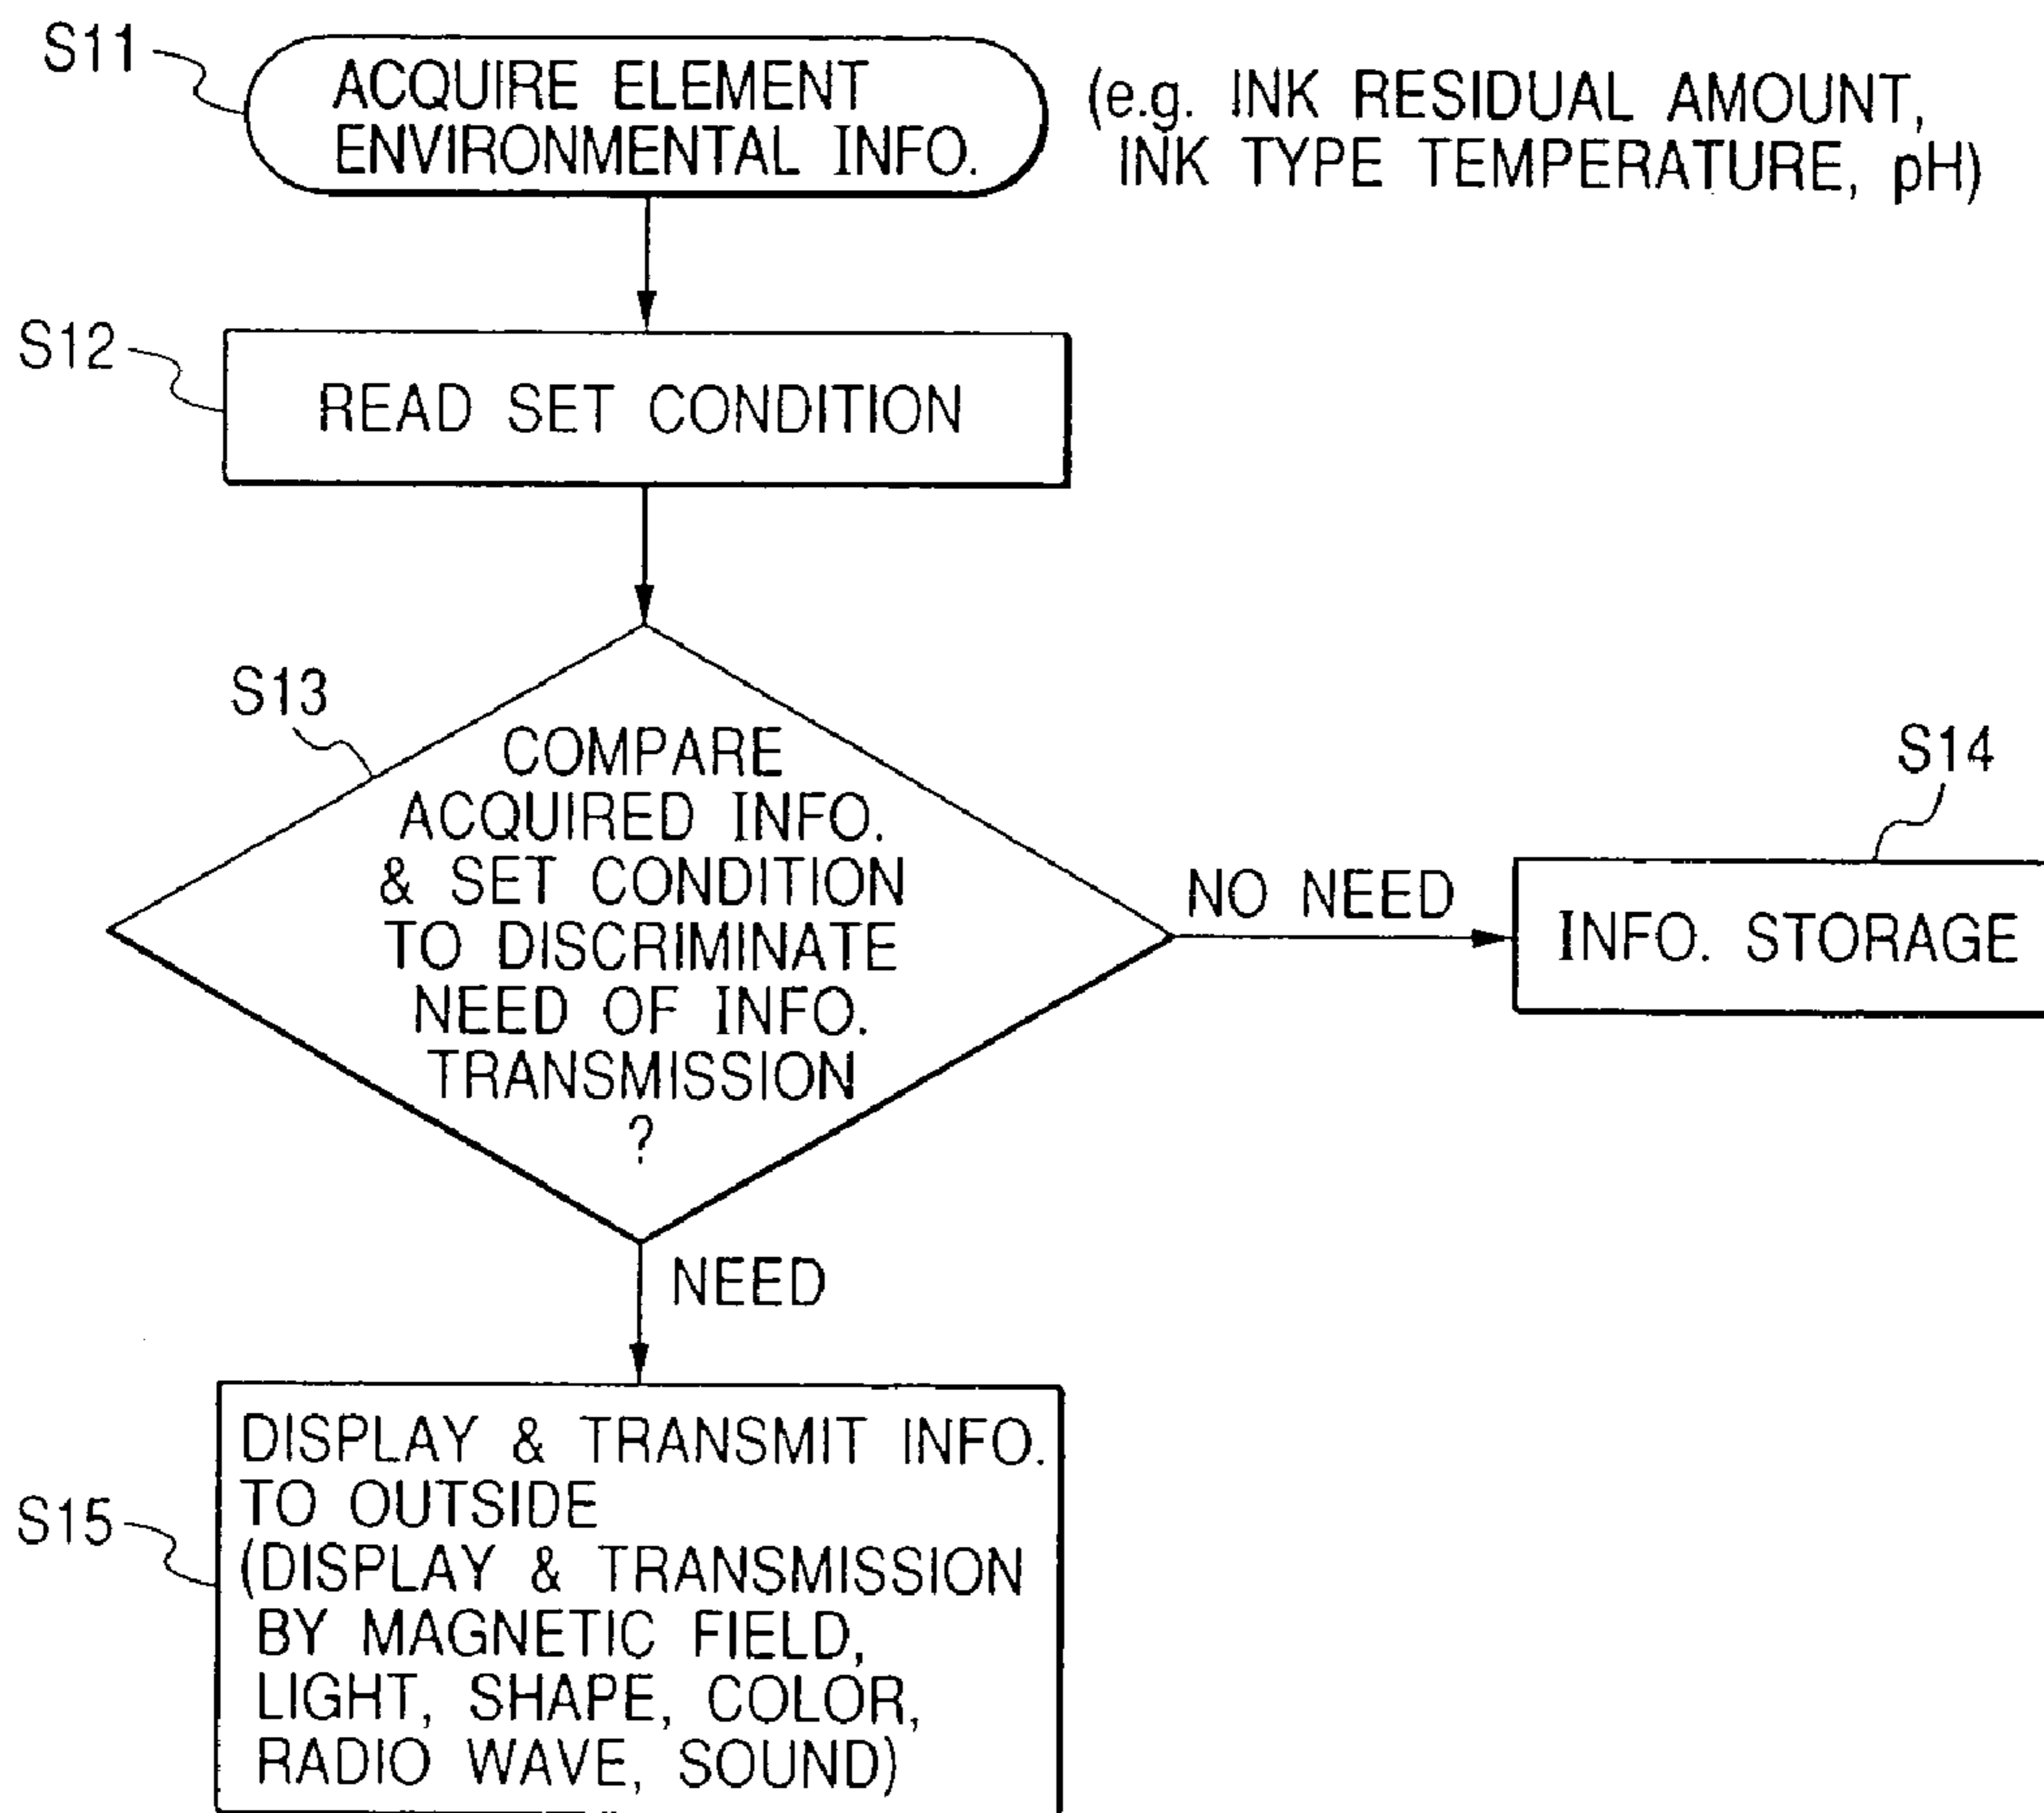 S11
ACQUIRE ELEMENT
ENVIRONMENTAL INFO.
(e.g. INK RESIDUAL AMOUNT,
INK TYPE TEMPERATURE, pH)
S12
READ SET CONDITION
S13
COMPARE
ACQUIRED INFO.
& SET CONDITION
TO DISCRIMINATE
NEED OF INFO.
TRANSMISSION
?
NO NEED
S14
INFO. STORAGE
NEED
S15
DISPLAY & TRANSMIT INFO.
TO OUTSIDE
(DISPLAY & TRANSMISSION
BY MAGNETIC FIELD,
LIGHT, SHAPE, COLOR,
RADIO WAVE, SOUND)